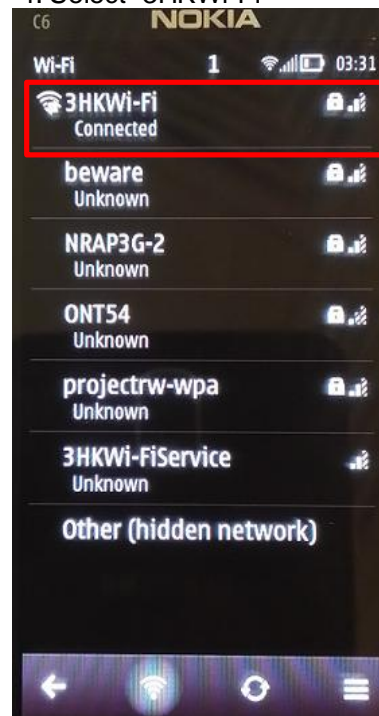 C6 NOKIA
Wi-Fi 1 03:31
3HKWi-Fi
Connected
beware
Unknown
NRAP3G-2
Unknown
ONT54
Unknown
projectrw-wpa
Unknown
3HKWi-FiService
Unknown
Other (hidden network)